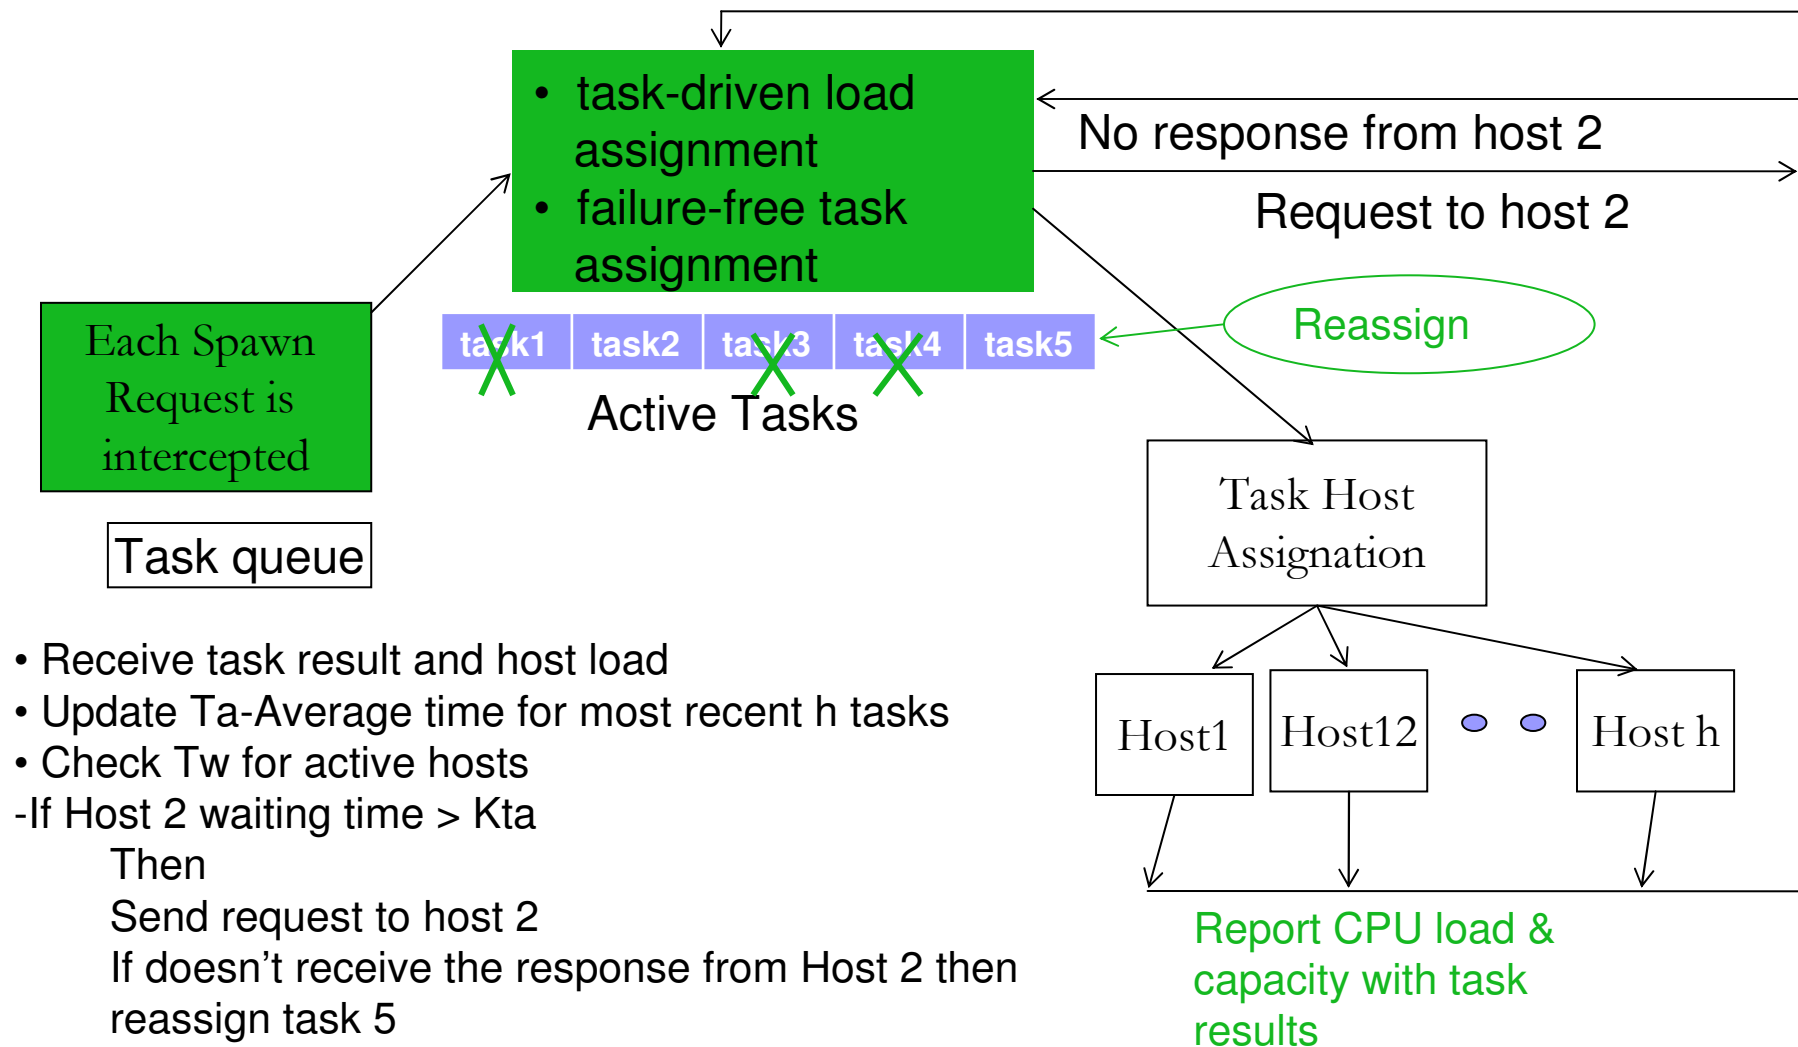 • task-driven load
assignment
• failure-free task
assignment
No response from host 2
Request to host 2
Each Spawn
Request is
intercepted
task1 task2 task3 task4 task5
Reassign
Active Tasks
Task queue
Task Host
Assignation
• Receive task result and host load
• Update Ta-Average time for most recent h tasks
• Check Tw for active hosts
-If Host 2 waiting time > Kta
Then
Send request to host 2
If doesn’t receive the response from Host 2 then
reassign task 5
Host1
Host12
Host h
Report CPU load &
capacity with task
results